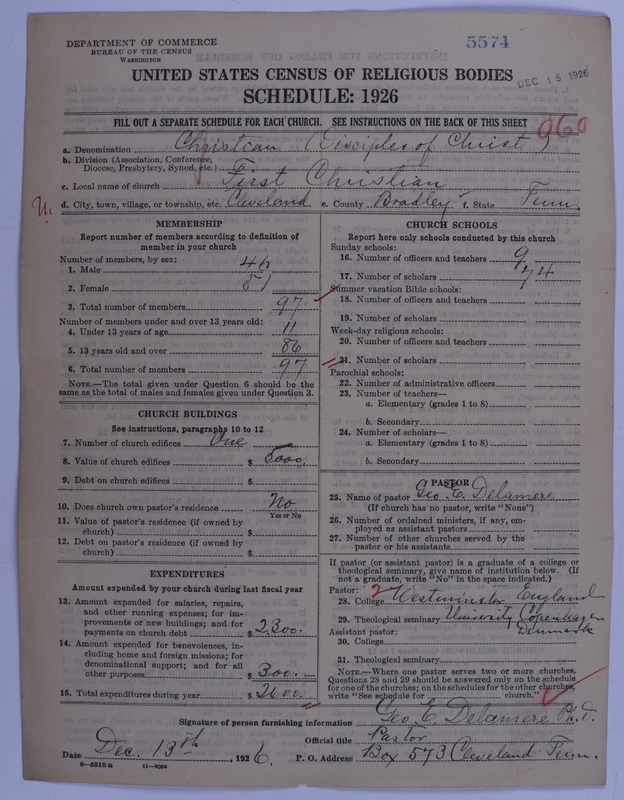 DEPARTMENT OF COMMERCE
BUREAU OF THE CENSUS
WASHINGTON
5574
DEC 15 1926
UNITED STATES CENSUS OF RELIGIOUS BODIES
SCHEDULE: 1926
FILL OUT A SEPARATE SCHEDULE FOR EACH CHURCH. SEE INSTRUCTIONS ON THE BACK OF THIS SHEET
960
a. Denomination Christian (Disciples of Christ)
b. Division (Association, Conference,
Diocese, Presbytery, Synod, etc.)
c. Local name of church First Christian
d. City, town, village, or township, etc. Cleveland e. County Bradley f. State Tenn.
MEMBERSHIP
Report number of members according to definition of
member in your church
Number of members, by sex:
1. Male 46
2. Female 51
3. Total number of members 97
Number of members under and over 13 years old:
4. Under 13 years of age 11
5. 13 years old and over 86
6. Total number of members 97
NOTE.—The total given under Question 6 should be the
same as the total of males and females given under Question 3.
CHURCH BUILDINGS
See instructions, paragraphs 10 to 12
7. Number of church edifices One
8. Value of church edifices $ 5000.
9. Debt on church edifices $
10. Does church own pastor's residence No
Yes or No
11. Value of pastor's residence (if owned by
church) $
12. Debt on pastor's residence (if owned by
church) $
EXPENDITURES
Amount expended by your church during last fiscal year
13. Amount expended for salaries, repairs,
and other running expenses; for im-
provements or new buildings; and for
payments on church debt $ 2300.
14. Amount expended for benevolences, in-
cluding home and foreign missions; for
denominational support; and for all
other purposes $ 300.
15. Total expenditures during year $ 2600.
CHURCH SCHOOLS
Report here only schools conducted by this church
Sunday schools:
16. Number of officers and teachers 9
17. Number of scholars 74
Summer vacation Bible schools:
18. Number of officers and teachers
19. Number of scholars
Week-day religious schools:
20. Number of officers and teachers
21. Number of scholars
Parochial schools:
22. Number of administrative officers
23. Number of teachers—
a. Elementary (grades 1 to 8)
b. Secondary
24. Number of scholars—
a. Elementary (grades 1 to 8)
b. Secondary
PASTOR
25. Name of pastor Geo. E. Delamere
(If church has no pastor, write "None")
26. Number of ordained ministers, if any, em-
ployed as assistant pastors
27. Number of other churches served by the
pastor or his assistants
If pastor (or assistant pastor) is a graduate of a college or
theological seminary, give name of institution below. (If
not a graduate, write "No" in the space indicated.)
Pastor: 2
28. College Westminster England
29. Theological seminary University Copenhagen
Assistant pastor: Denmark
30. College
31. Theological seminary
NOTE.—Where one pastor serves two or more churches,
Questions 28 and 29 should be answered only on the schedule
for one of the churches; on the schedules for the other churches,
write "See schedule for church."
Signature of person furnishing information Geo E. Delamere Ph.D.
Official title Pastor
Date Dec. 13th, 1926. P. O. Address Box 573 Cleveland Tenn.
8—5518a 11—9084